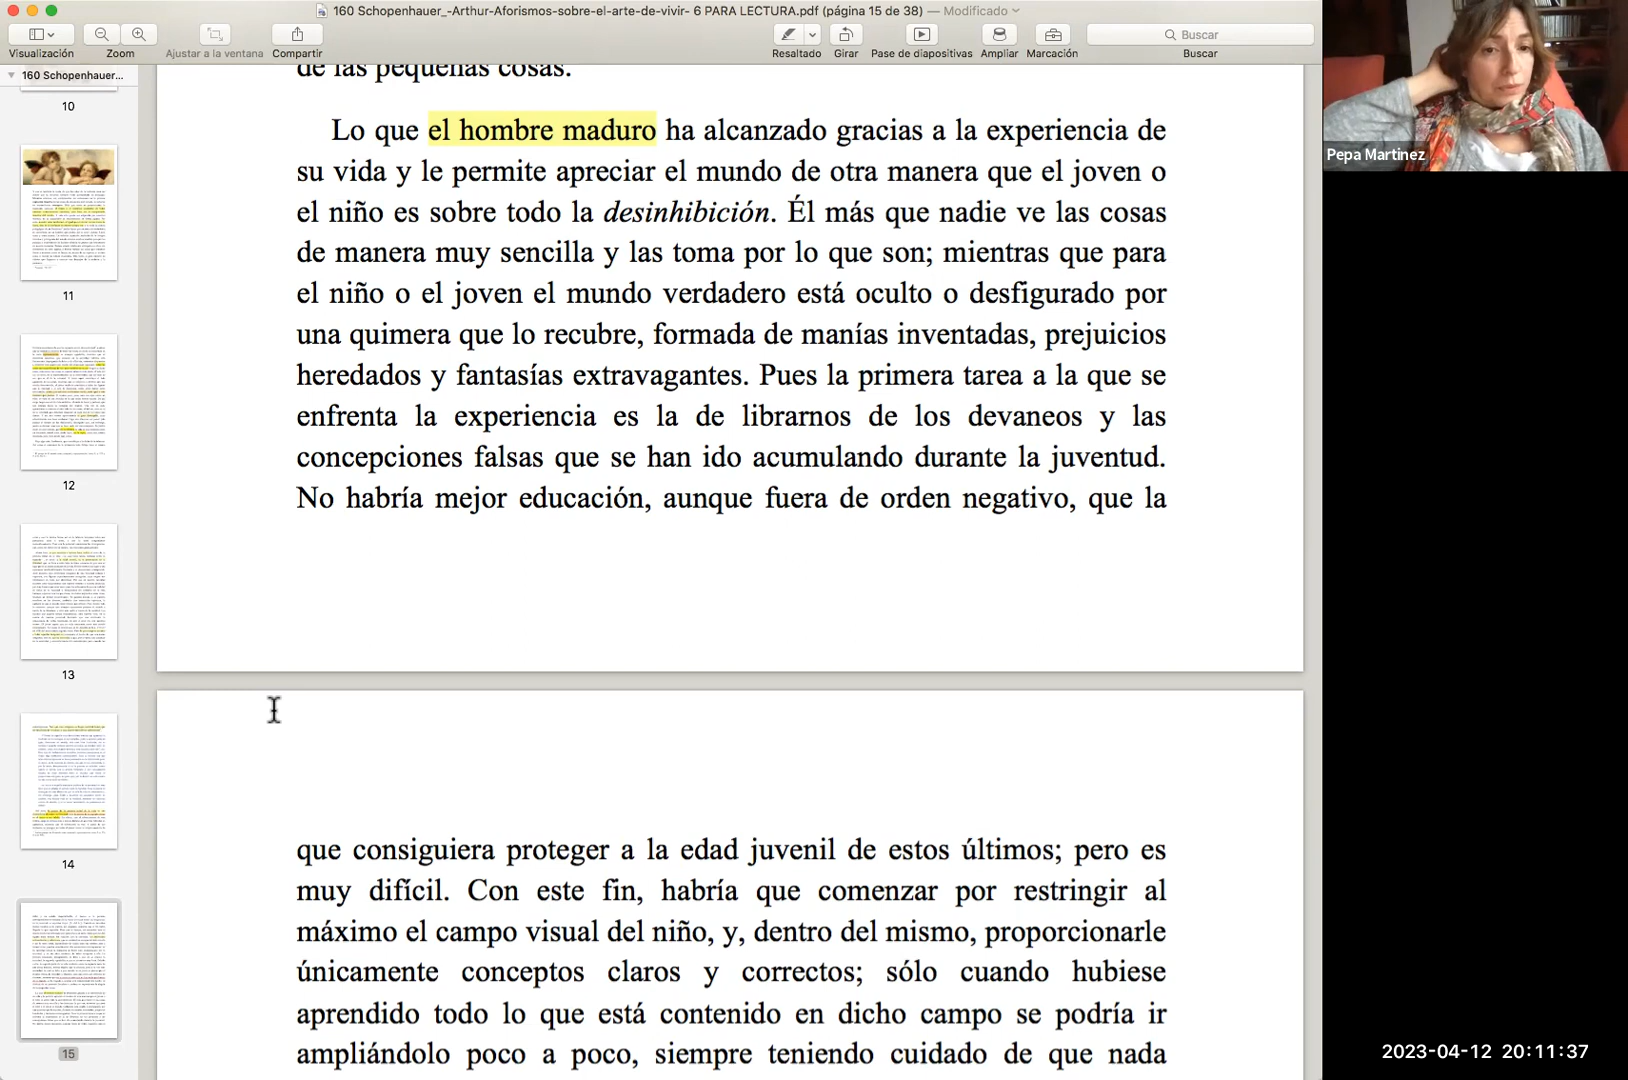 160 Schopenhauer_-Arthur-Aforismos-sobre-el-arte-de-vivir- 6 PARA LECTURA.pdf (página 15 de 38) — Modificado
Visualización
Zoom
Ajustar a la ventana
Compartir
Resaltado
Girar
Pase de diapositivas
Ampliar
Marcación
Buscar
Buscar
160 Schopenhauer...
10
11
12
13
14
15
de las pequeñas cosas.
Lo que el hombre maduro ha alcanzado gracias a la experiencia de
su vida y le permite apreciar el mundo de otra manera que el joven o
el niño es sobre todo la desinhibición. Él más que nadie ve las cosas
de manera muy sencilla y las toma por lo que son; mientras que para
el niño o el joven el mundo verdadero está oculto o desfigurado por
una quimera que lo recubre, formada de manías inventadas, prejuicios
heredados y fantasías extravagantes. Pues la primera tarea a la que se
enfrenta la experiencia es la de librarnos de los devaneos y las
concepciones falsas que se han ido acumulando durante la juventud.
No habría mejor educación, aunque fuera de orden negativo, que la
que consiguiera proteger a la edad juvenil de estos últimos; pero es
muy difícil. Con este fin, habría que comenzar por restringir al
máximo el campo visual del niño, y, dentro del mismo, proporcionarle
únicamente conceptos claros y correctos; sólo cuando hubiese
aprendido todo lo que está contenido en dicho campo se podría ir
ampliándolo poco a poco, siempre teniendo cuidado de que nada
Pepa Martinez
2023-04-12 20:11:37